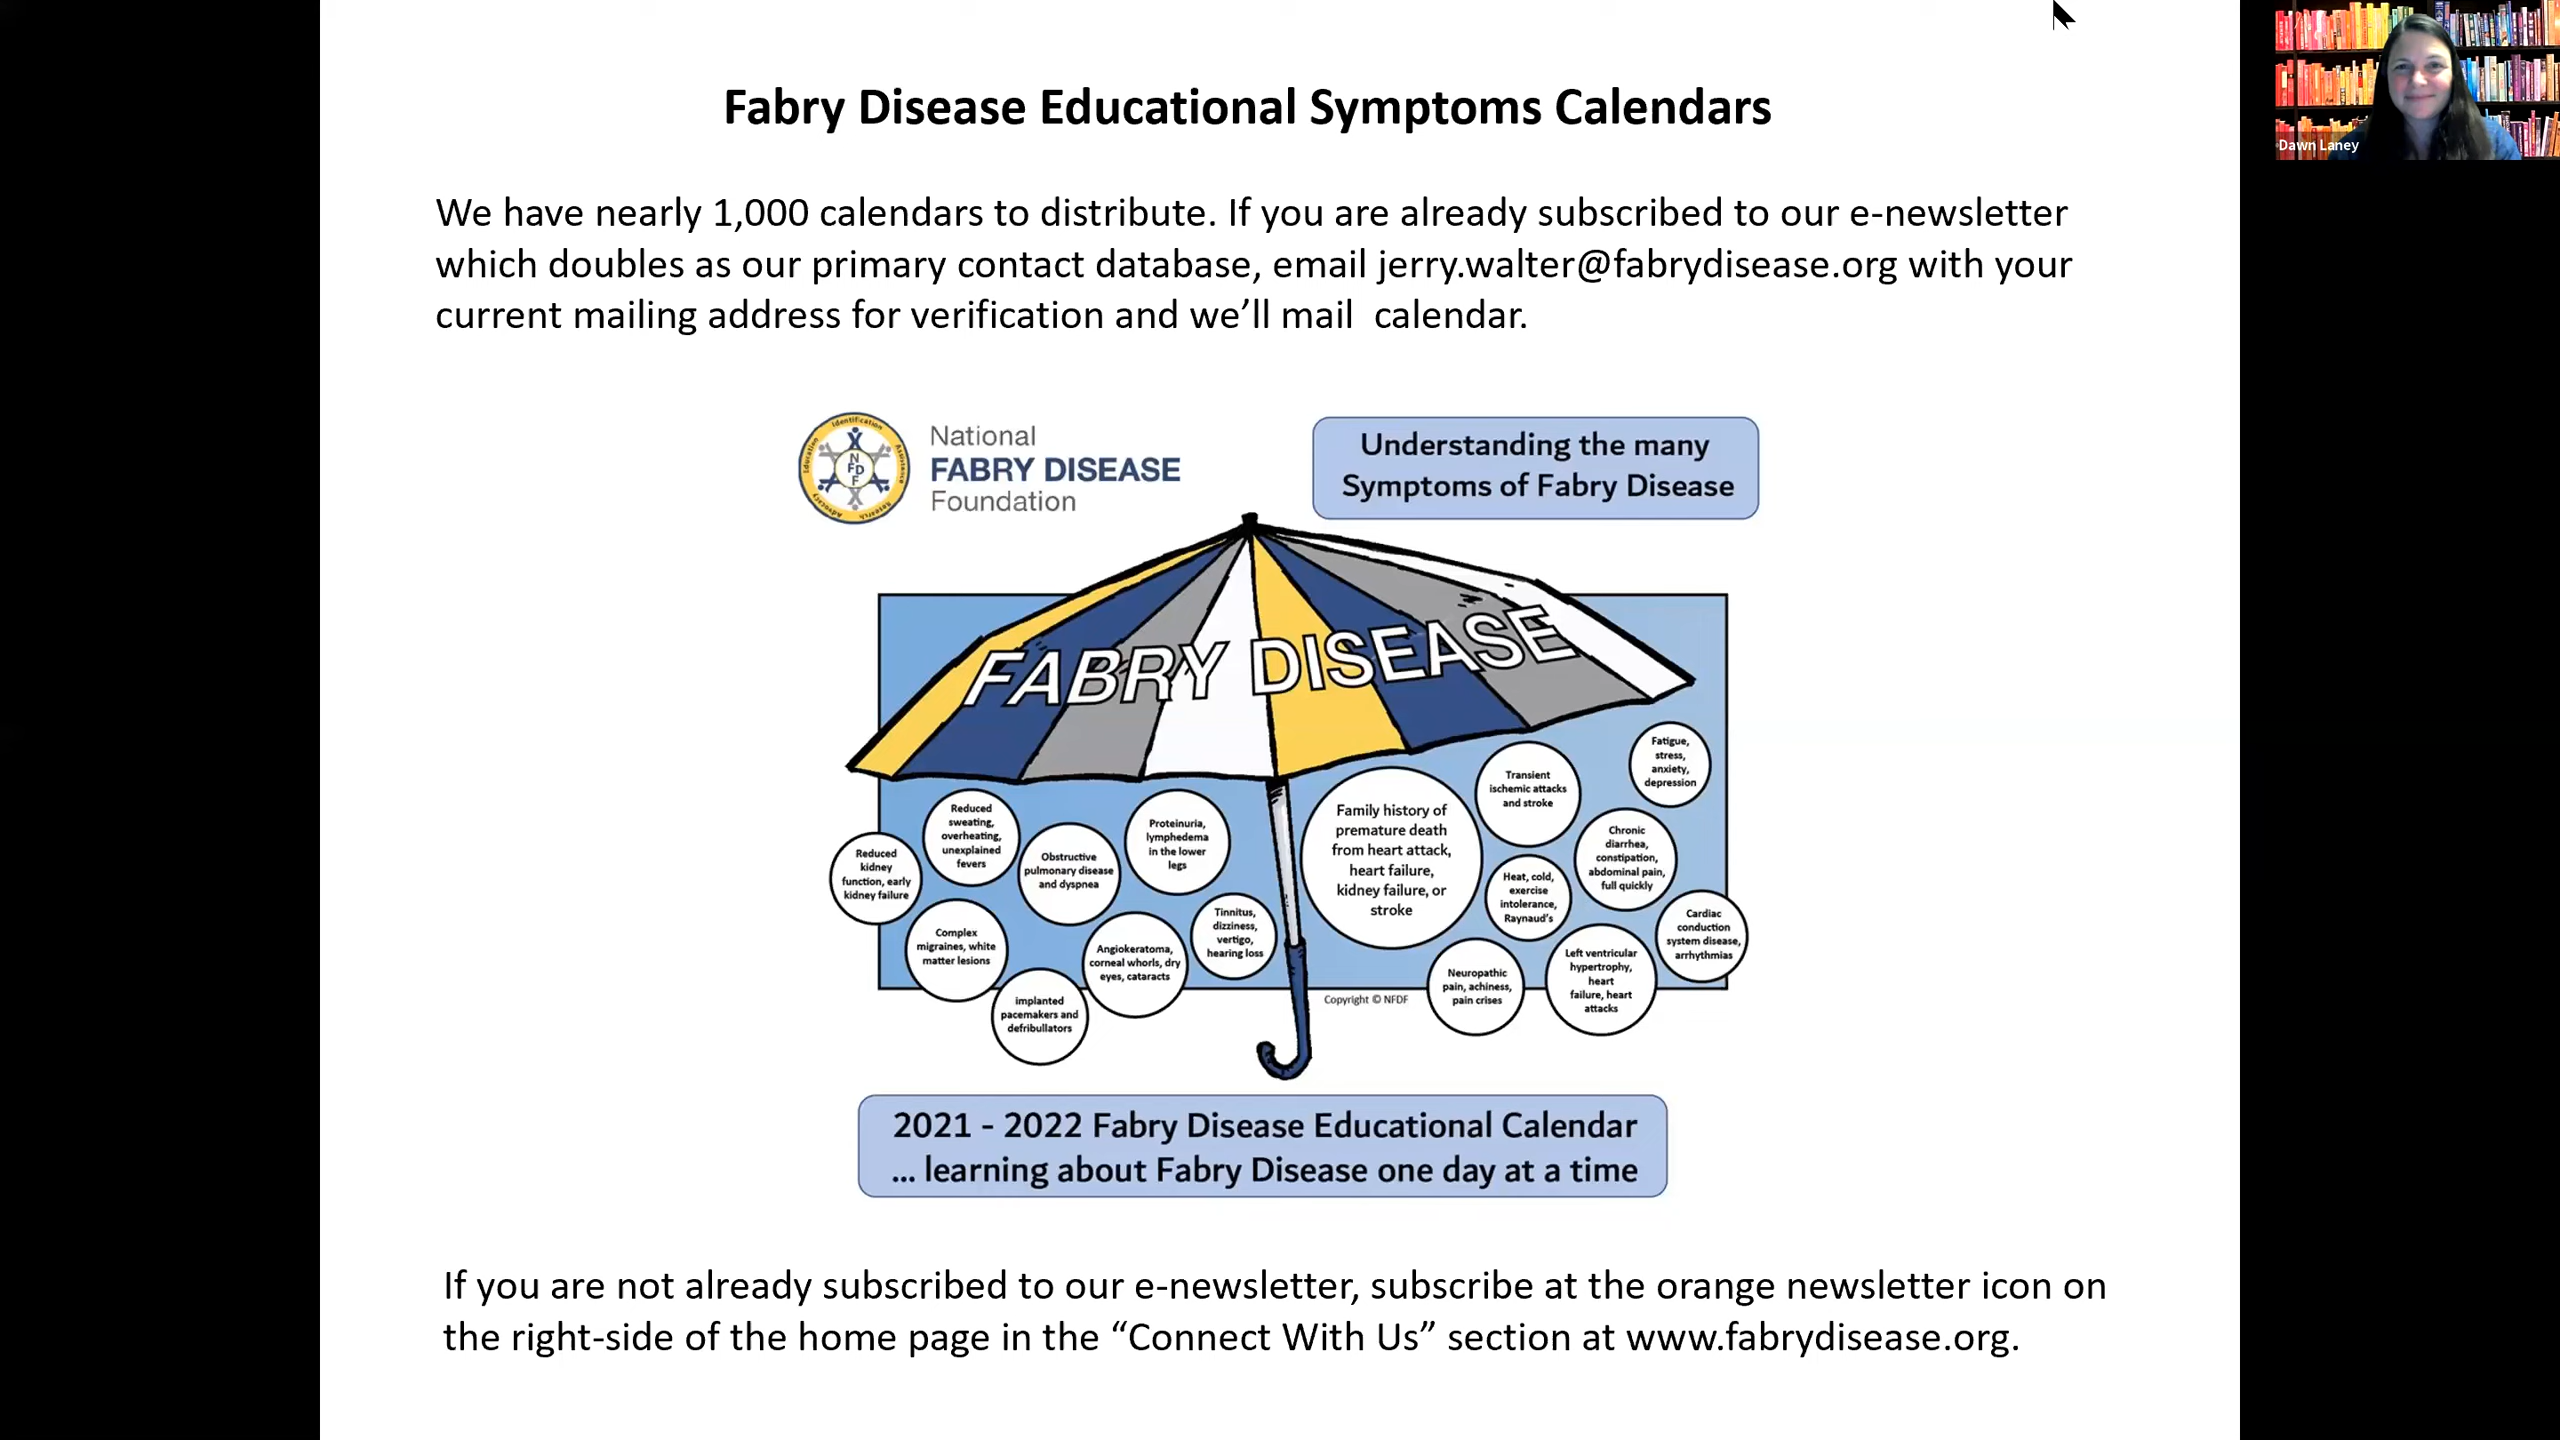 Fabry Disease Educational Symptoms Calendars
Dawn Laney
We have nearly 1,000 calendars to distribute. If you are already subscribed to our e-newsletter
which doubles as our primary contact database, email jerry.walter@fabrydisease.org with your
current mailing address for verification and we’ll mail  calendar.
Identification
Education
Assistance
Advocacy
Research
N
FD
F
National
FABRY DISEASE
Foundation
Understanding the many
Symptoms of Fabry Disease
FABRY DISEASE
Reduced
kidney
function, early
kidney failure
Reduced
sweating,
overheating,
unexplained
fevers
Obstructive
pulmonary disease
and dyspnea
Proteinuria,
lymphedema
in the lower
legs
Complex
migraines, white
matter lesions
implanted
pacemakers and
defribullators
Angiokeratoma,
corneal whorls, dry
eyes, cataracts
Tinnitus,
dizziness,
vertigo,
hearing loss
Family history of
premature death
from heart attack,
heart failure,
kidney failure, or
stroke
Transient
ischemic attacks
and stroke
Fatigue,
stress,
anxiety,
depression
Chronic
diarrhea,
constipation,
abdominal pain,
full quickly
Heat, cold,
exercise
intolerance,
Raynaud's
Cardiac
conduction
system disease,
arrhythmias
Neuropathic
pain, achiness,
pain crises
Left ventricular
hypertrophy,
heart
failure, heart
attacks
Copyright © NFDF
2021 - 2022 Fabry Disease Educational Calendar
... learning about Fabry Disease one day at a time
If you are not already subscribed to our e-newsletter, subscribe at the orange newsletter icon on
the right-side of the home page in the “Connect With Us” section at www.fabrydisease.org.